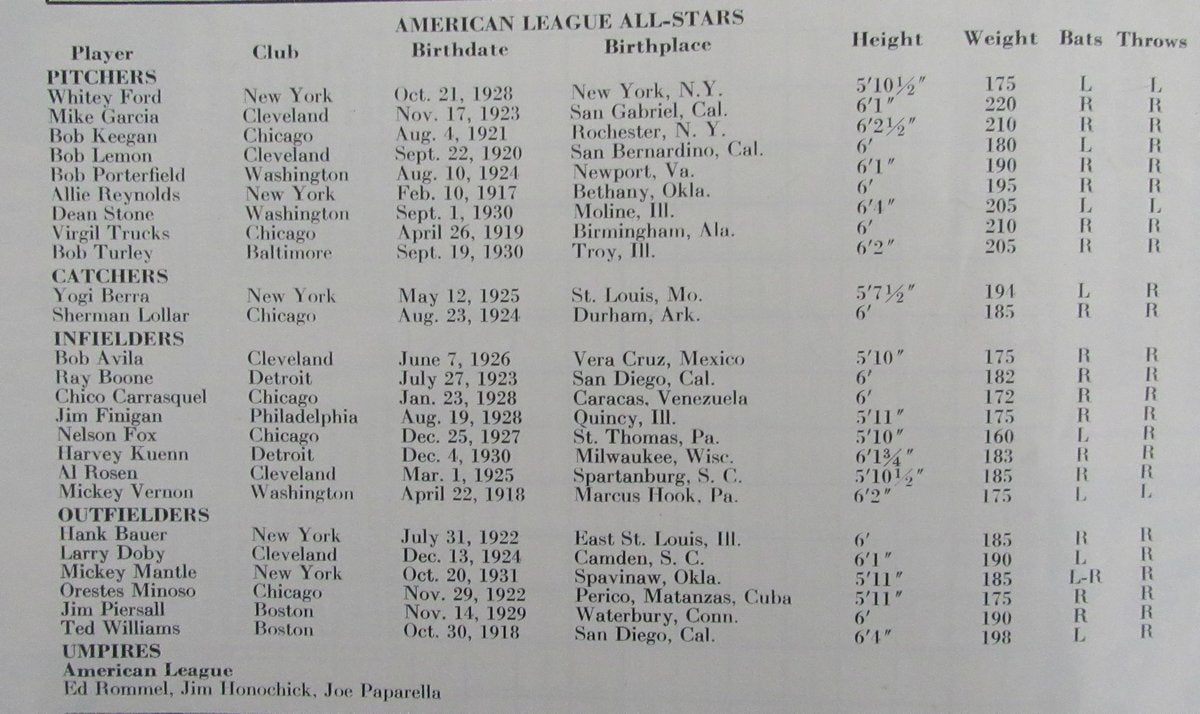 AMERICAN LEAGUE ALL-STARS
Player Club Birthdate Birthplace Height Weight Bats Throws
PITCHERS
Whitey Ford New York Oct. 21, 1928 New York, N.Y. 5'10½" 175 L L
Mike Garcia Cleveland Nov. 17, 1923 San Gabriel, Cal. 6'1" 220 R R
Bob Keegan Chicago Aug. 4, 1921 Rochester, N. Y. 6'2½" 210 R R
Bob Lemon Cleveland Sept. 22, 1920 San Bernardino, Cal. 6' 180 L R
Bob Porterfield Washington Aug. 10, 1924 Newport, Va. 6'1" 190 R R
Allie Reynolds New York Feb. 10, 1917 Bethany, Okla. 6' 195 R R
Dean Stone Washington Sept. 1, 1930 Moline, Ill. 6'4" 205 L L
Virgil Trucks Chicago April 26, 1919 Birmingham, Ala. 6' 210 R R
Bob Turley Baltimore Sept. 19, 1930 Troy, Ill. 6'2" 205 R R
CATCHERS
Yogi Berra New York May 12, 1925 St. Louis, Mo. 5'7½" 194 L R
Sherman Lollar Chicago Aug. 23, 1924 Durham, Ark. 6' 185 R R
INFIELDERS
Bob Avila Cleveland June 7, 1926 Vera Cruz, Mexico 5'10" 175 R R
Ray Boone Detroit July 27, 1923 San Diego, Cal. 6' 182 R R
Chico Carrasquel Chicago Jan. 23, 1928 Caracas, Venezuela 6' 172 R R
Jim Finigan Philadelphia Aug. 19, 1928 Quincy, Ill. 5'11" 175 R R
Nelson Fox Chicago Dec. 25, 1927 St. Thomas, Pa. 5'10" 160 L R
Harvey Kuenn Detroit Dec. 4, 1930 Milwaukee, Wisc. 6'1¾" 183 R R
Al Rosen Cleveland Mar. 1, 1925 Spartanburg, S. C. 5'10½" 185 R R
Mickey Vernon Washington April 22, 1918 Marcus Hook, Pa. 6'2" 175 L L
OUTFIELDERS
Hank Bauer New York July 31, 1922 East St. Louis, Ill. 6' 185 R R
Larry Doby Cleveland Dec. 13, 1924 Camden, S. C. 6'1" 190 L R
Mickey Mantle New York Oct. 20, 1931 Spavinaw, Okla. 5'11" 185 L-R R
Orestes Minoso Chicago Nov. 29, 1922 Perico, Matanzas, Cuba 5'11" 175 R R
Jim Piersall Boston Nov. 14, 1929 Waterbury, Conn. 6' 190 R R
Ted Williams Boston Oct. 30, 1918 San Diego, Cal. 6'4" 198 L R
UMPIRES
American League
Ed Rommel, Jim Honochick, Joe Paparella